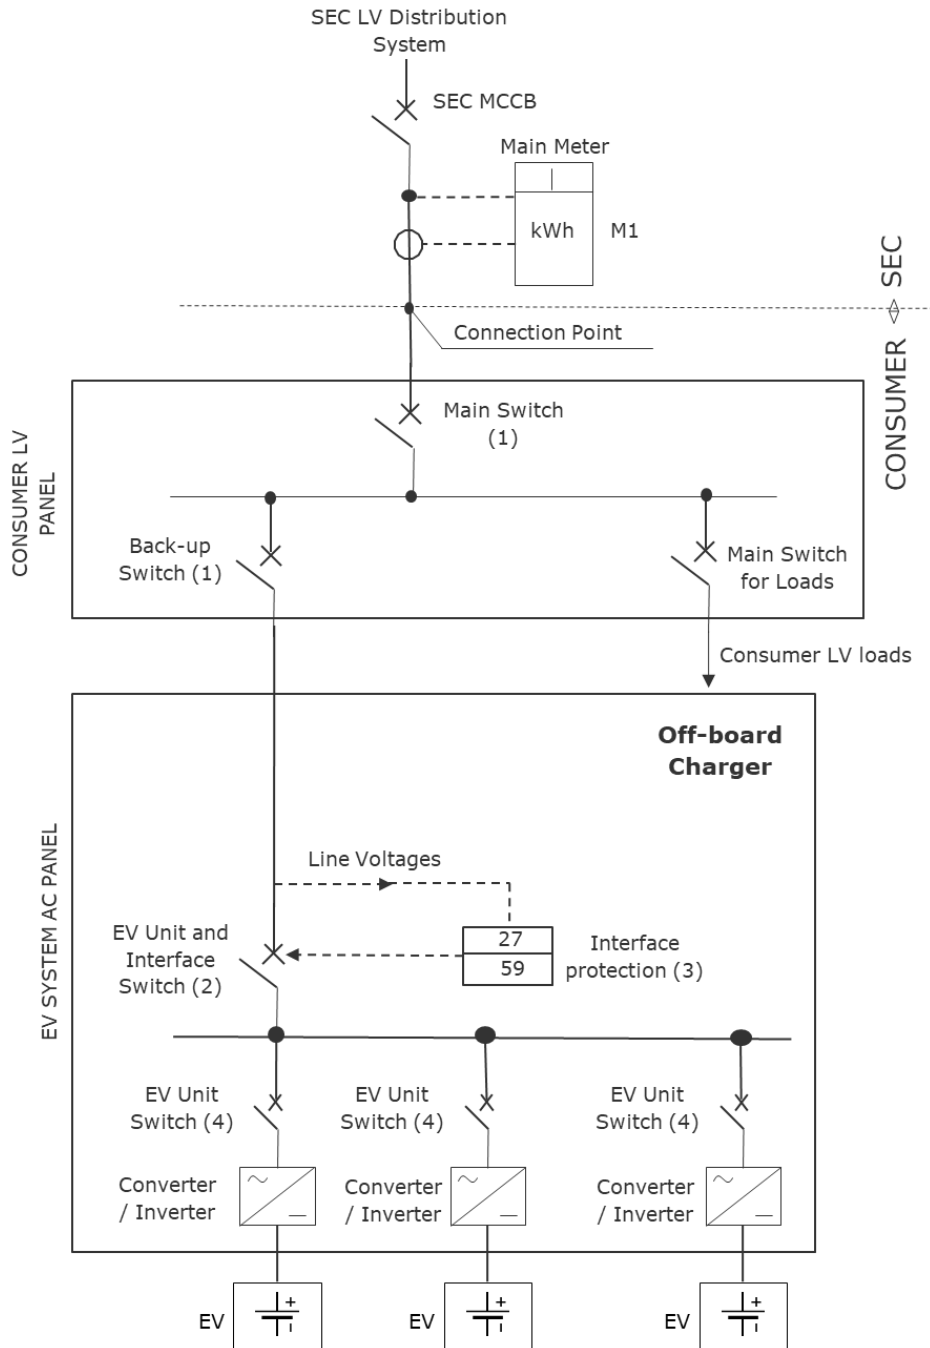 SEC LV Distribution
System
SEC MCCB
Main Meter
kWh
M1
SEC
CONSUMER
Connection Point
CONSUMER LV
PANEL
Main Switch
(1)
Back-up
Switch (1)
Main Switch
for Loads
Consumer LV loads
EV SYSTEM AC PANEL
Off-board
Charger
Line Voltages
27
59
Interface
protection (3)
EV Unit and
Interface
Switch (2)
EV Unit
Switch (4)
EV Unit
Switch (4)
EV Unit
Switch (4)
Converter
/ Inverter
Converter
/ Inverter
Converter
/ Inverter
EV
EV
EV